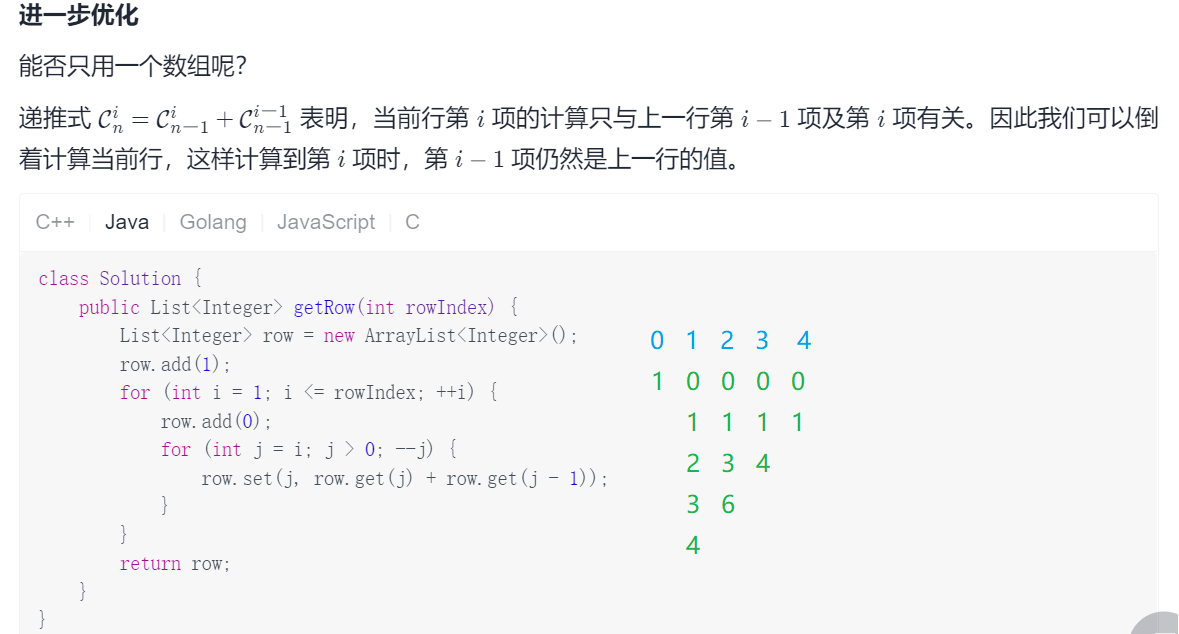 进一步优化
能否只用一个数组呢？
递推式 𝒞ₙⁱ = 𝒞ₙ₋₁ⁱ + 𝒞ₙ₋₁ⁱ⁻¹ 表明，当前行第 i 项的计算只与上一行第 i − 1 项及第 i 项有关。因此我们可以倒
着计算当前行，这样计算到第 i 项时，第 i − 1 项仍然是上一行的值。
C++ Java Golang JavaScript C
class Solution {
public List<Integer> getRow(int rowIndex) {
List<Integer> row = new ArrayList<Integer>();
row.add(1);
for (int i = 1; i <= rowIndex; ++i) {
row.add(0);
for (int j = i; j > 0; --j) {
row.set(j, row.get(j) + row.get(j - 1));
}
}
return row;
}
}
0 1 2 3 4
1 0 0 0 0
1 1 1 1
2 3 4
3 6
4